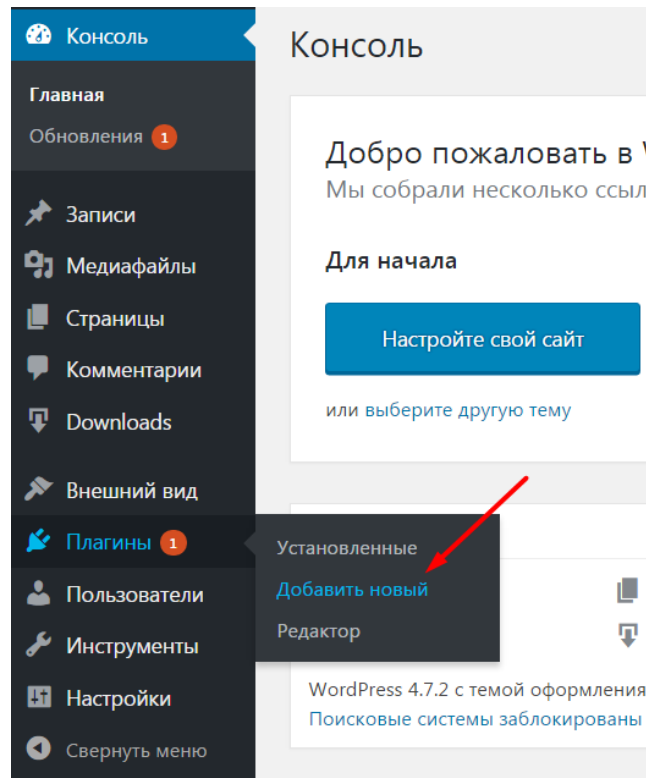 Консоль
Главная
Обновления 1
Записи
Медиафайлы
Страницы
Комментарии
Downloads
Внешний вид
Плагины 1
Пользователи
Инструменты
Настройки
Свернуть меню
Установленные
Добавить новый
Редактор
Консоль
Добро пожаловать в
Мы собрали несколько
Для начала
Настройте свой сайт
или выберите другую тему
WordPress 4.7.2 с темой оформления
Поисковые системы заблокированы